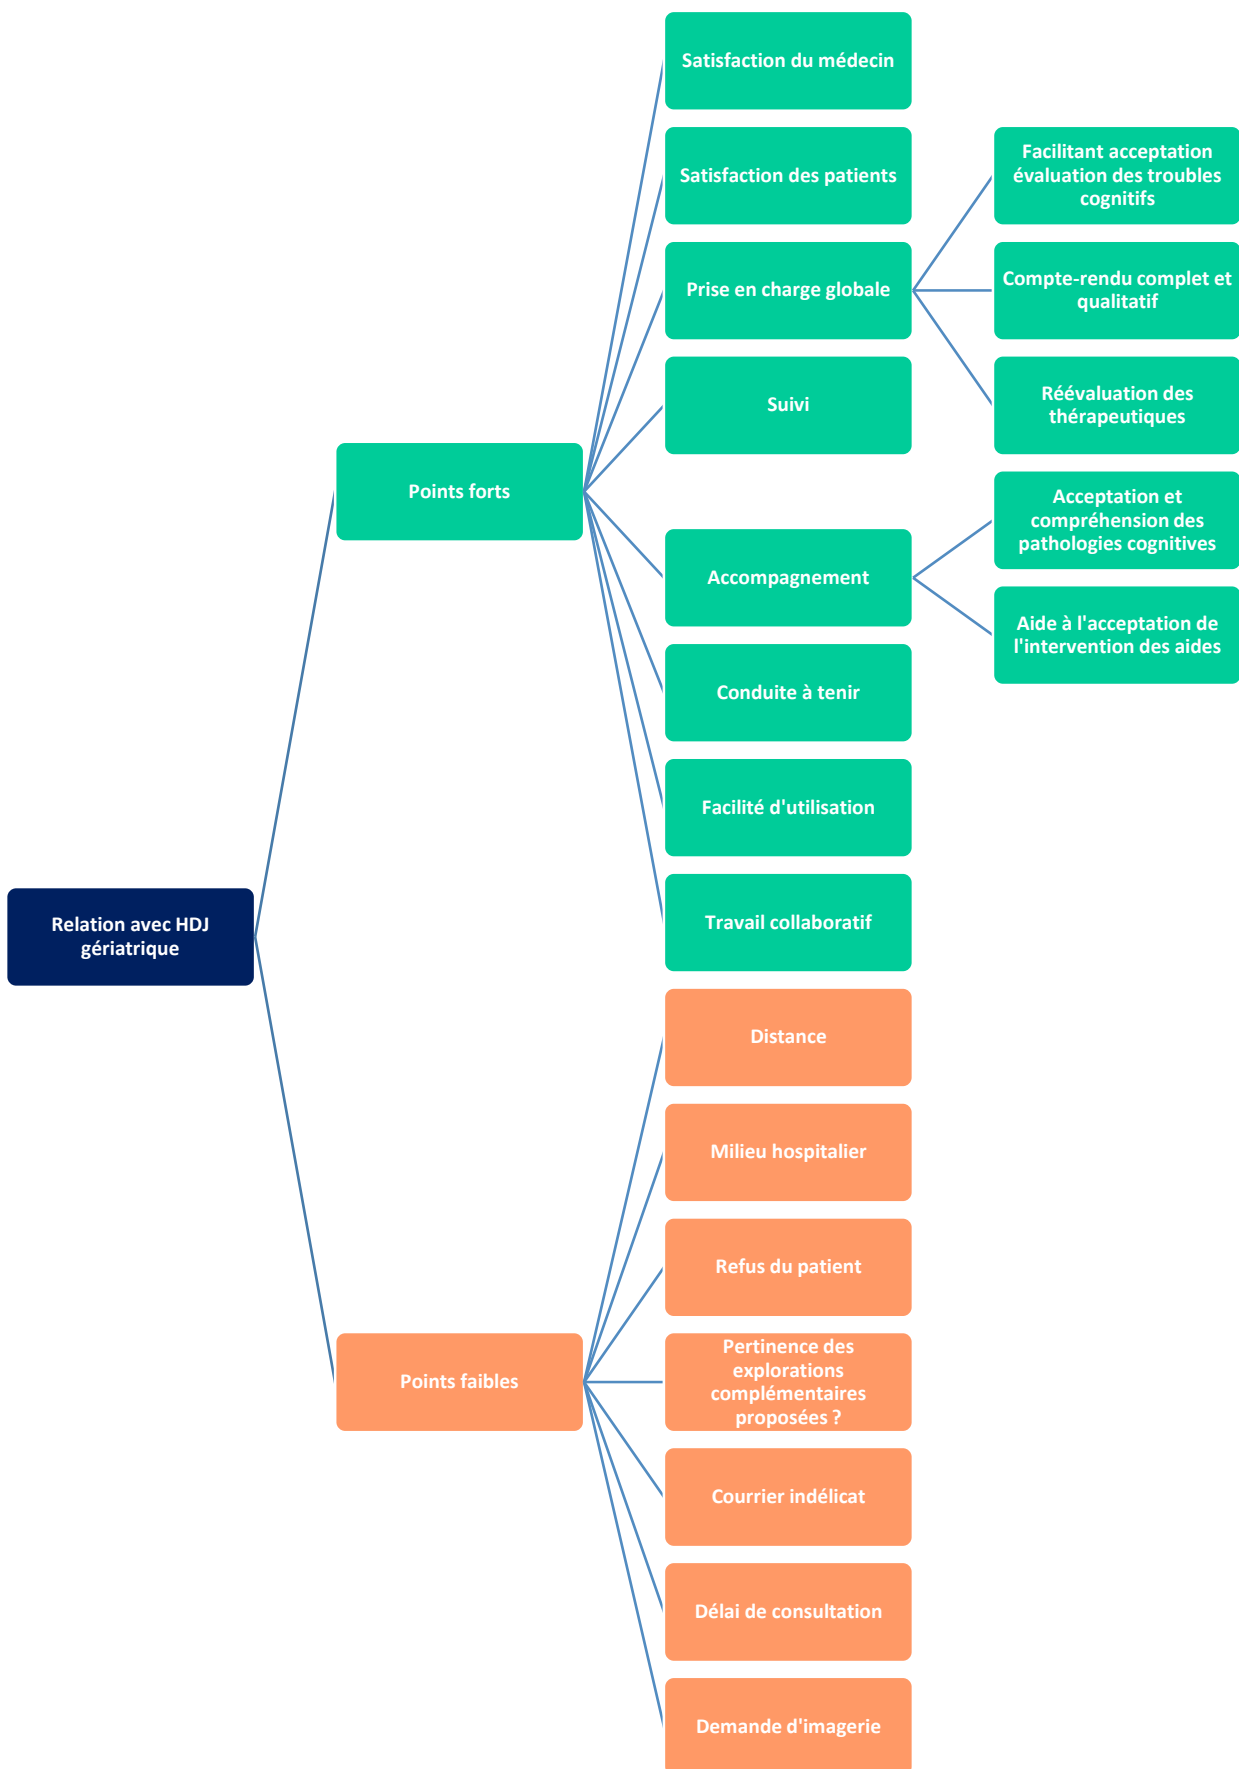 Satisfaction du médecin
Satisfaction des patients
Facilitant acceptation
évaluation des troubles
cognitifs
Prise en charge globale
Compte-rendu complet et
qualitatif
Suivi
Réévaluation des
thérapeutiques
Points forts
Acceptation et
compréhension des
pathologies cognitives
Accompagnement
Aide à l'acceptation de
l'intervention des aides
Conduite à tenir
Facilité d'utilisation
Travail collaboratif
Relation avec HDJ
gériatrique
Distance
Milieu hospitalier
Refus du patient
Points faibles
Pertinence des
explorations
complémentaires
proposées ?
Courrier indélicat
Délai de consultation
Demande d'imagerie